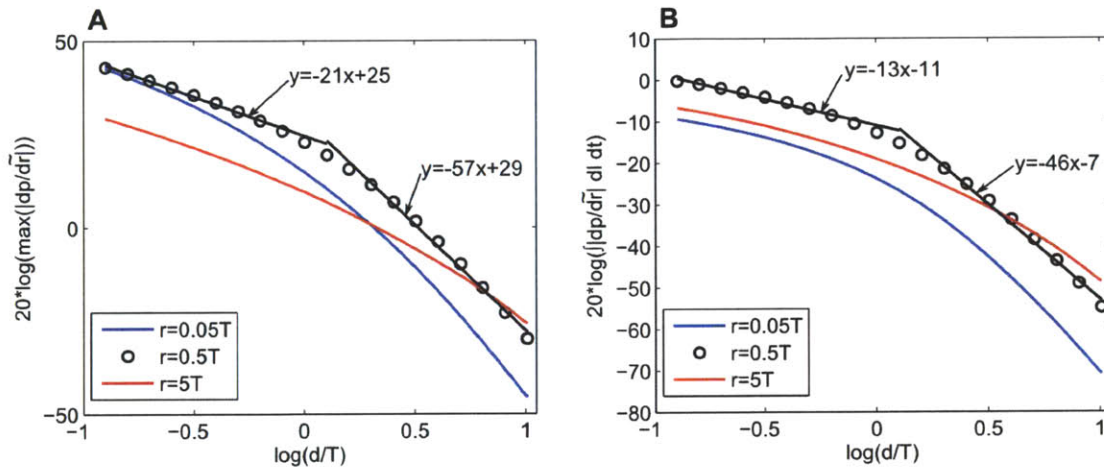 A
50
0
−50
−1
−0.5
0
0.5
1
20*log(max(|dp/dr̃|))
log(d/T)
y=-21x+25
y=-57x+29
r=0.05T
r=0.5T
r=5T
B
10
0
−10
−20
−30
−40
−50
−60
−70
−80
−1
−0.5
0
0.5
1
20*log(∫|dp/dr̃| dl dt)
log(d/T)
y=-13x-11
y=-46x-7
r=0.05T
r=0.5T
r=5T